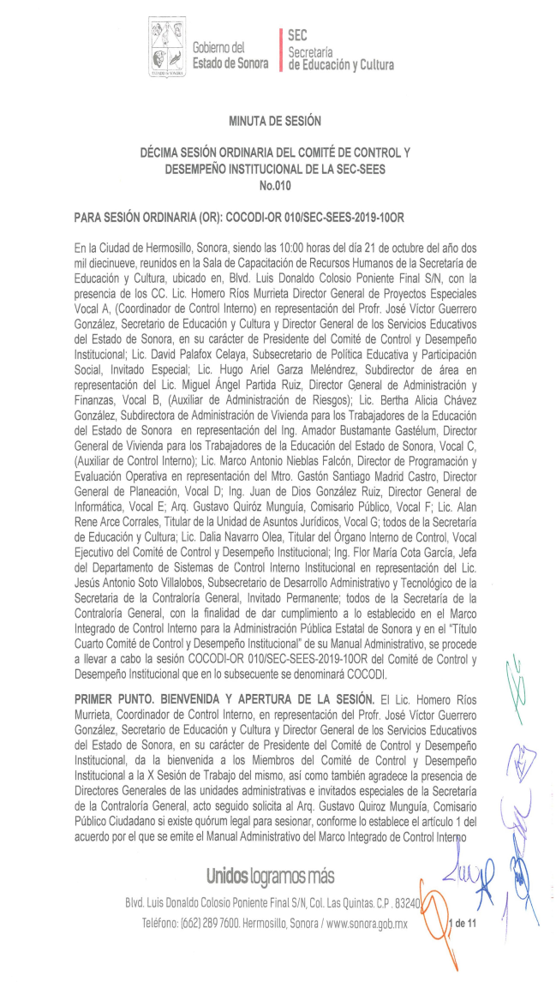 Gobierno del
Estado de Sonora
SEC
Secretaría
de Educación y Cultura
ESTADO DE SONORA
MINUTA DE SESIÓN
DÉCIMA SESIÓN ORDINARIA DEL COMITÉ DE CONTROL Y
DESEMPEÑO INSTITUCIONAL DE LA SEC-SEES
No.010
PARA SESIÓN ORDINARIA (OR): COCODI-OR 010/SEC-SEES-2019-10OR
En la Ciudad de Hermosillo, Sonora, siendo las 10:00 horas del día 21 de octubre del año dos
mil diecinueve, reunidos en la Sala de Capacitación de Recursos Humanos de la Secretaría de
Educación y Cultura, ubicado en, Blvd. Luis Donaldo Colosio Poniente Final S/N, con la
presencia de los CC. Lic. Homero Ríos Murrieta Director General de Proyectos Especiales
Vocal A, (Coordinador de Control Interno) en representación del Profr. José Víctor Guerrero
González, Secretario de Educación y Cultura y Director General de los Servicios Educativos
del Estado de Sonora, en su carácter de Presidente del Comité de Control y Desempeño
Institucional; Lic. David Palafox Celaya, Subsecretario de Política Educativa y Participación
Social, Invitado Especial; Lic. Hugo Ariel Garza Meléndrez, Subdirector de área en
representación del Lic. Miguel Ángel Partida Ruiz, Director General de Administración y
Finanzas, Vocal B, (Auxiliar de Administración de Riesgos); Lic. Bertha Alicia Chávez
González, Subdirectora de Administración de Vivienda para los Trabajadores de la Educación
del Estado de Sonora en representación del Ing. Amador Bustamante Gastélum, Director
General de Vivienda para los Trabajadores de la Educación del Estado de Sonora, Vocal C,
(Auxiliar de Control Interno); Lic. Marco Antonio Nieblas Falcón, Director de Programación y
Evaluación Operativa en representación del Mtro. Gastón Santiago Madrid Castro, Director
General de Planeación, Vocal D; Ing. Juan de Dios González Ruiz, Director General de
Informática, Vocal E; Arq. Gustavo Quiróz Munguía, Comisario Público, Vocal F; Lic. Alan
Rene Arce Corrales, Titular de la Unidad de Asuntos Jurídicos, Vocal G; todos de la Secretaría
de Educación y Cultura; Lic. Dalia Navarro Olea, Titular del Órgano Interno de Control, Vocal
Ejecutivo del Comité de Control y Desempeño Institucional; Ing. Flor María Cota García, Jefa
del Departamento de Sistemas de Control Interno Institucional en representación del Lic.
Jesús Antonio Soto Villalobos, Subsecretario de Desarrollo Administrativo y Tecnológico de la
Secretaria de la Contraloría General, Invitado Permanente; todos de la Secretaría de la
Contraloría General, con la finalidad de dar cumplimiento a lo establecido en el Marco
Integrado de Control Interno para la Administración Pública Estatal de Sonora y en el “Título
Cuarto Comité de Control y Desempeño Institucional” de su Manual Administrativo, se procede
a llevar a cabo la sesión COCODI-OR 010/SEC-SEES-2019-10OR del Comité de Control y
Desempeño Institucional que en lo subsecuente se denominará COCODI.
PRIMER PUNTO. BIENVENIDA Y APERTURA DE LA SESIÓN. El Lic. Homero Ríos
Murrieta, Coordinador de Control Interno, en representación del Profr. José Víctor Guerrero
González, Secretario de Educación y Cultura y Director General de los Servicios Educativos
del Estado de Sonora, en su carácter de Presidente del Comité de Control y Desempeño
Institucional, da la bienvenida a los Miembros del Comité de Control y Desempeño
Institucional a la X Sesión de Trabajo del mismo, así como también agradece la presencia de
Directores Generales de las unidades administrativas e invitados especiales de la Secretaría
de la Contraloría General, acto seguido solicita al Arq. Gustavo Quiroz Munguía, Comisario
Público Ciudadano si existe quórum legal para sesionar, conforme lo establece el artículo 1 del
acuerdo por el que se emite el Manual Administrativo del Marco Integrado de Control Interno
Unidos logramos más
Blvd. Luis Donaldo Colosio Poniente Final S/N, Col. Las Quintas. C.P. 83240
Teléfono: (662) 289 7600. Hermosillo, Sonora / www.sonora.gob.mx
1 de 11